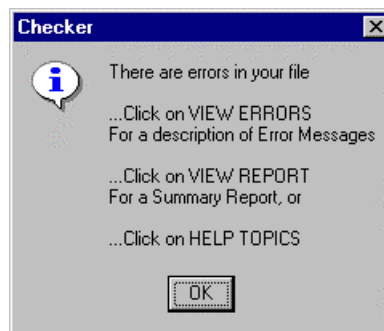 Checker
There are errors in your file
...Click on VIEW ERRORS
For a description of Error Messages
...Click on VIEW REPORT
For a Summary Report, or
...Click on HELP TOPICS
OK